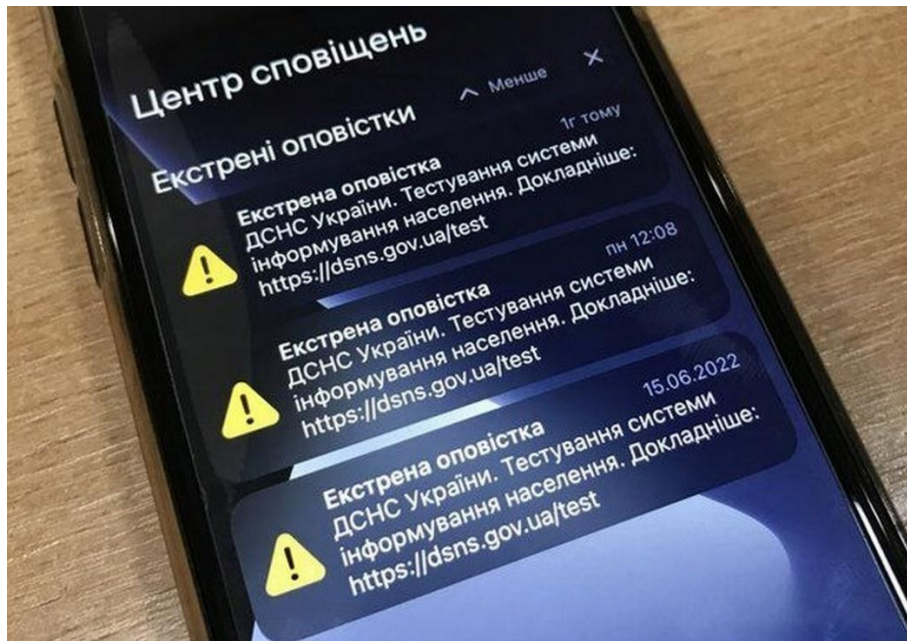 Центр сповіщень
Екстрені оповістки
Менше
Екстрена оповістка
1г тому
ДСНС України. Тестування системи
інформування населення. Докладніше:
https://dsns.gov.ua/test
Екстрена оповістка
пн 12:08
ДСНС України. Тестування системи
інформування населення. Докладніше:
https://dsns.gov.ua/test
Екстрена оповістка
15.06.2022
ДСНС України. Тестування системи
інформування населення. Докладніше:
https://dsns.gov.ua/test